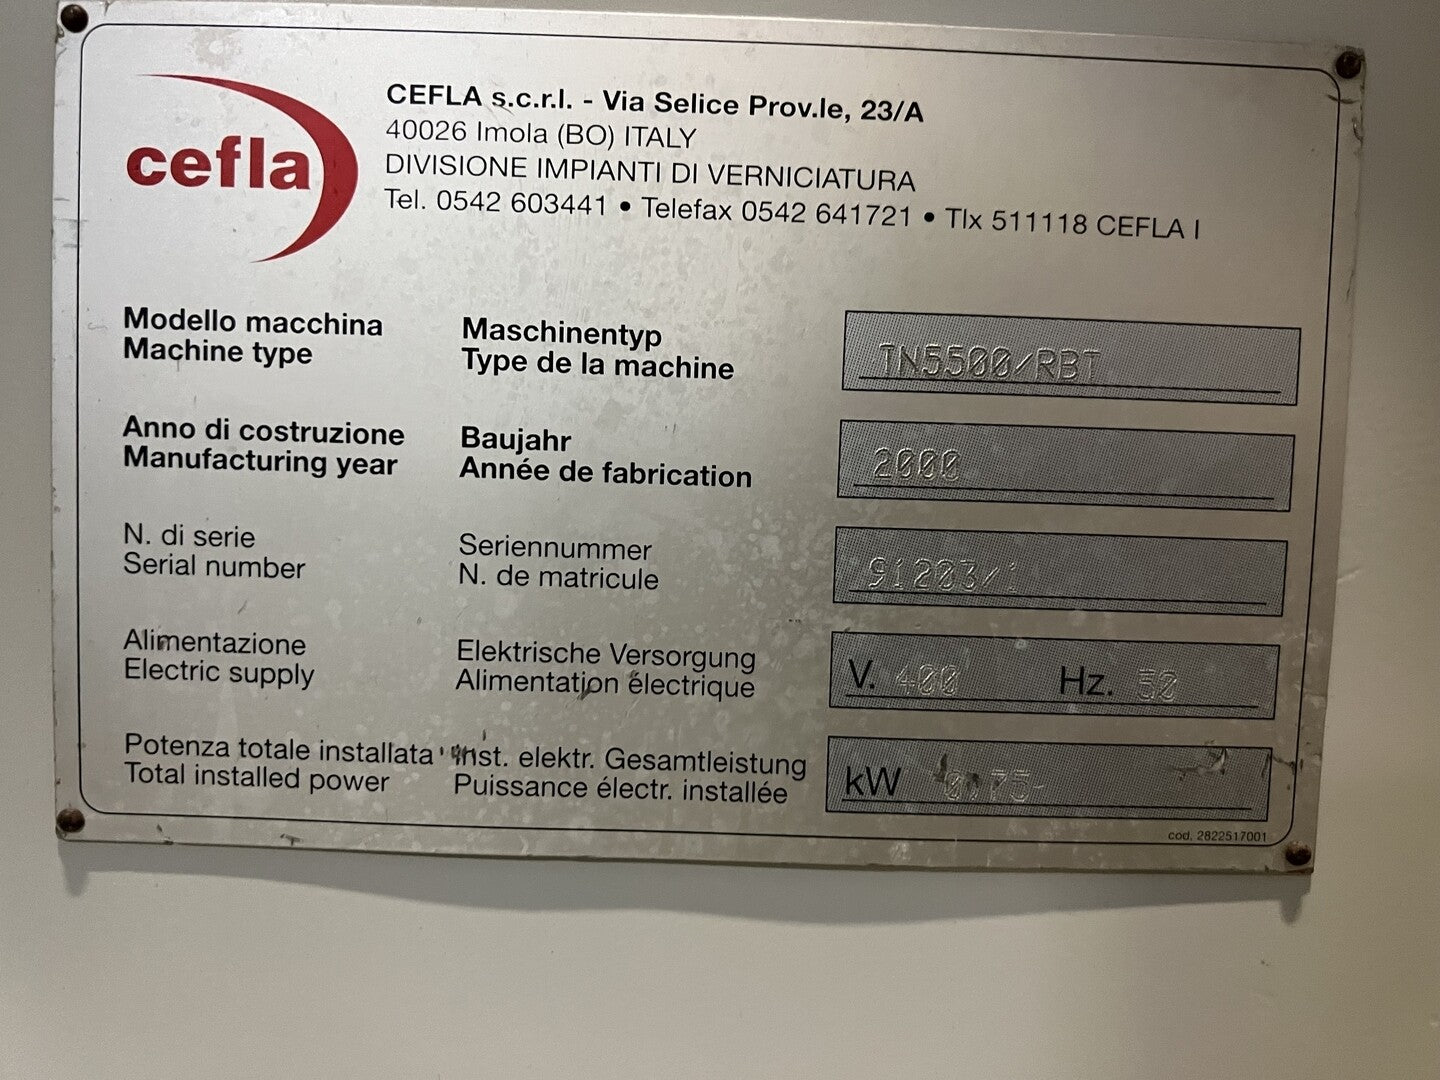 cefla
CEFLA s.c.r.l. - Via Selice Prov.le, 23/A
40026 Imola (BO) ITALY
DIVISIONE IMPIANTI DI VERNICIATURA
Tel. 0542 603441 • Telefax 0542 641721 • Tlx 511118 CEFLA I
Modello macchina Maschinentyp
Machine type Type de la machine
TN5500/RBT
Anno di costruzione Baujahr
Manufacturing year Année de fabrication
2000
N. di serie Seriennummer
Serial number N. de matricule
91203/1
Alimentazione Elektrische Versorgung
Electric supply Alimentation électrique
V. 400 Hz. 50
Potenza totale installata Inst. elektr. Gesamtleistung
Total installed power Puissance électr. installée
kW 0,75
cod. 2822517001